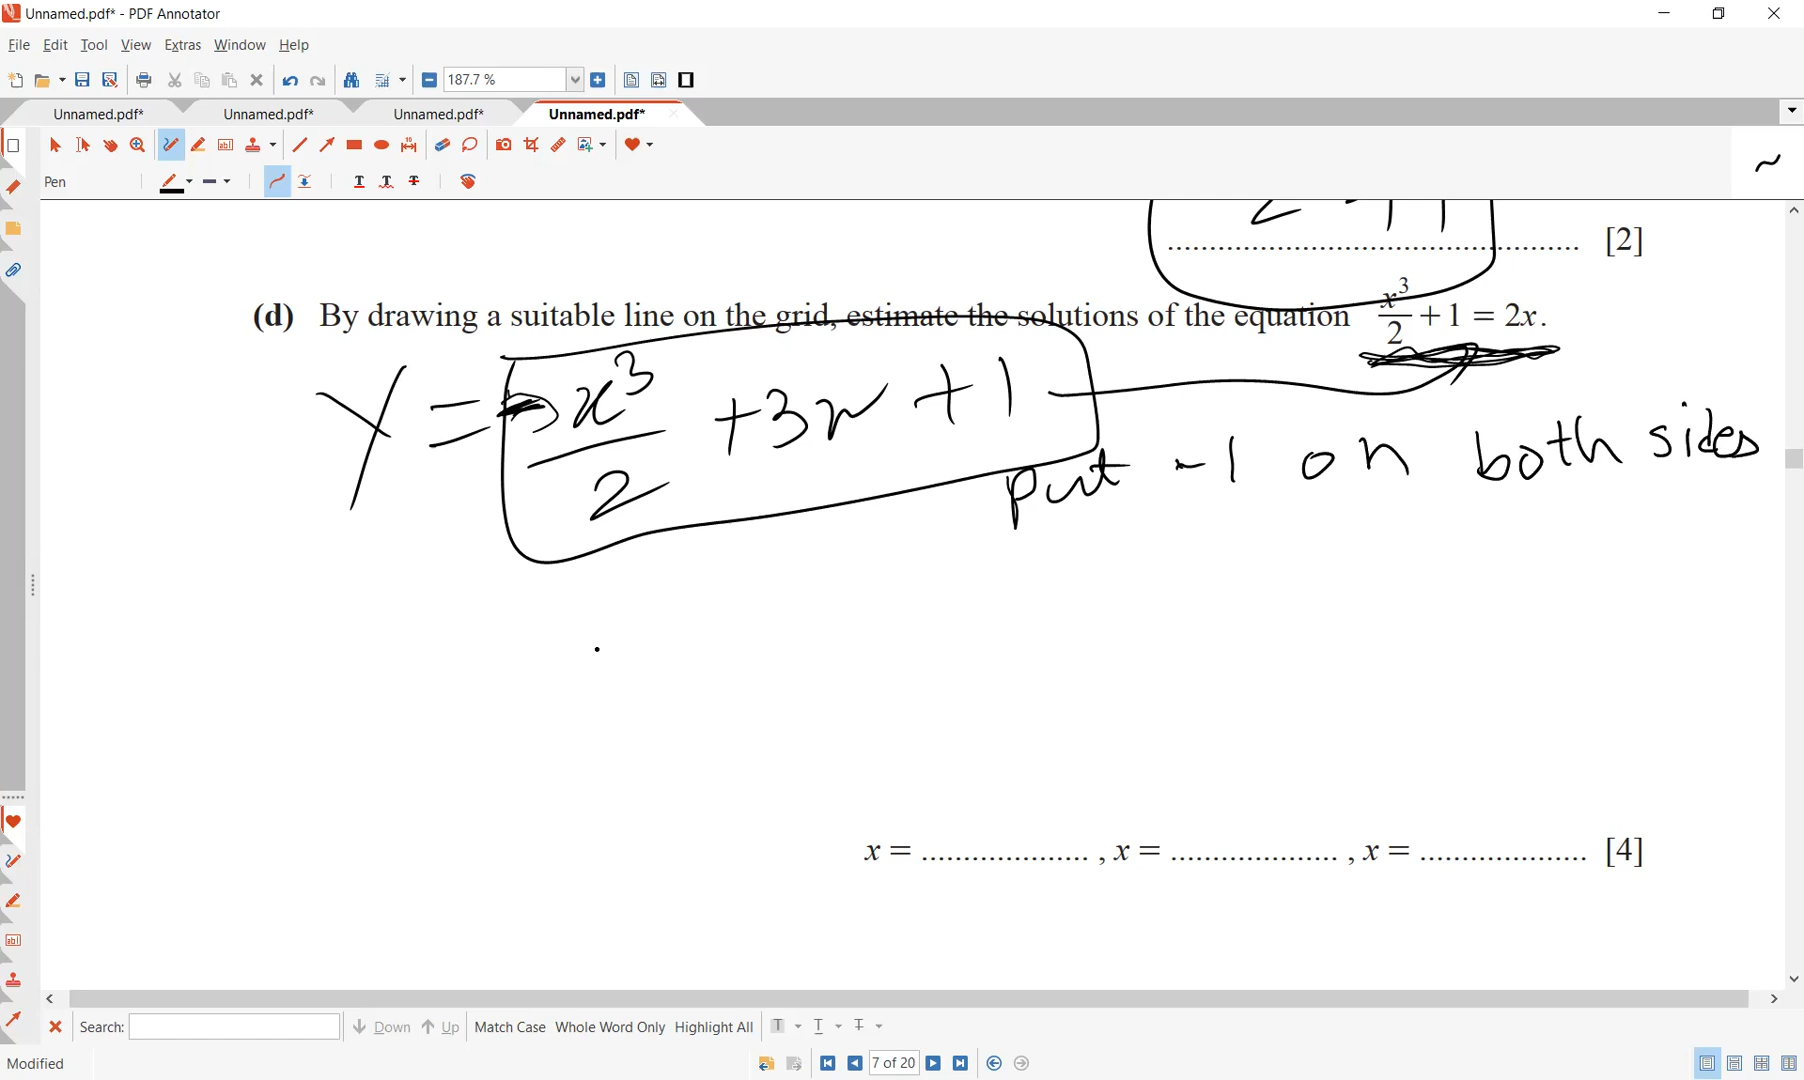 Unnamed.pdf* - PDF Annotator
File Edit Tool View Extras Window Help
187.7 %
Unnamed.pdf* Unnamed.pdf* Unnamed.pdf* Unnamed.pdf*
Pen
[2]
(d) By drawing a suitable line on the grid, estimate the solutions of the equation x³/2 + 1 = 2x.
Y = x³/2 + 3x + 1
put - 1 on both sides
x = .................... , x = .................... , x = .................... [4]
Search: Down Up Match Case Whole Word Only Highlight All
Modified 7 of 20